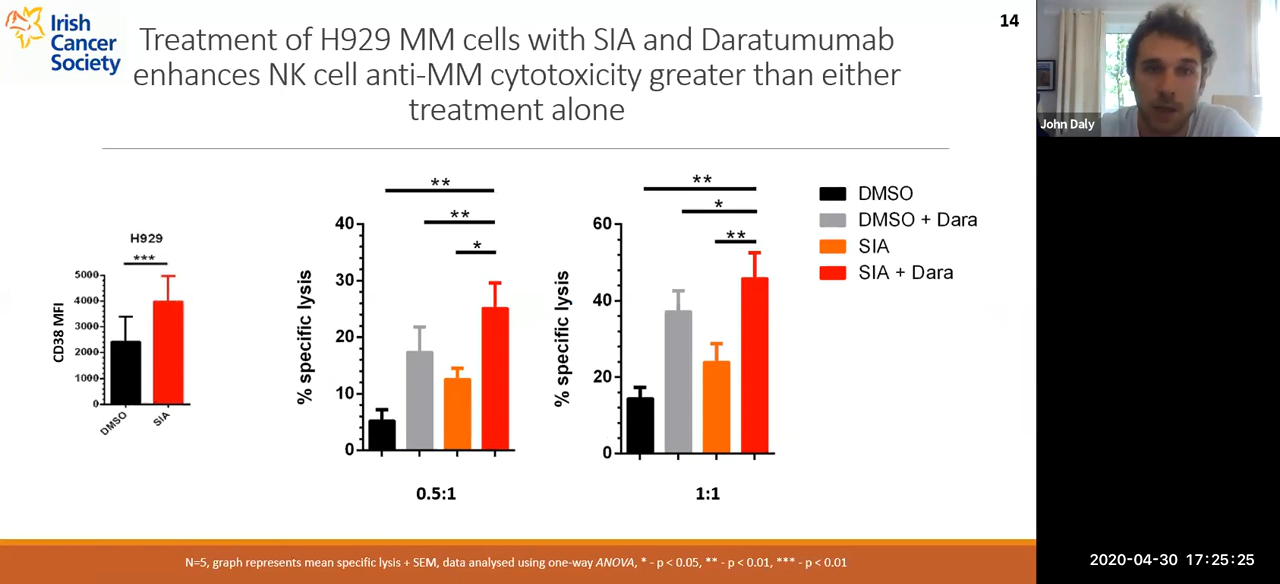 Irish
Cancer
Society
14
Treatment of H929 MM cells with SIA and Daratumumab
enhances NK cell anti-MM cytotoxicity greater than either
treatment alone
John Daly
H929
***
CD38 MFI
5000
4000
3000
2000
1000
0
DMSO
SIA
% specific lysis
40
30
20
10
0
**
**
*
0.5:1
% specific lysis
60
40
20
0
**
*
**
1:1
DMSO
DMSO + Dara
SIA
SIA + Dara
N=5, graph represents mean specific lysis + SEM, data analysed using one-way ANOVA, * - p < 0.05, ** - p < 0.01, *** - p < 0.01
2020-04-30 17:25:25